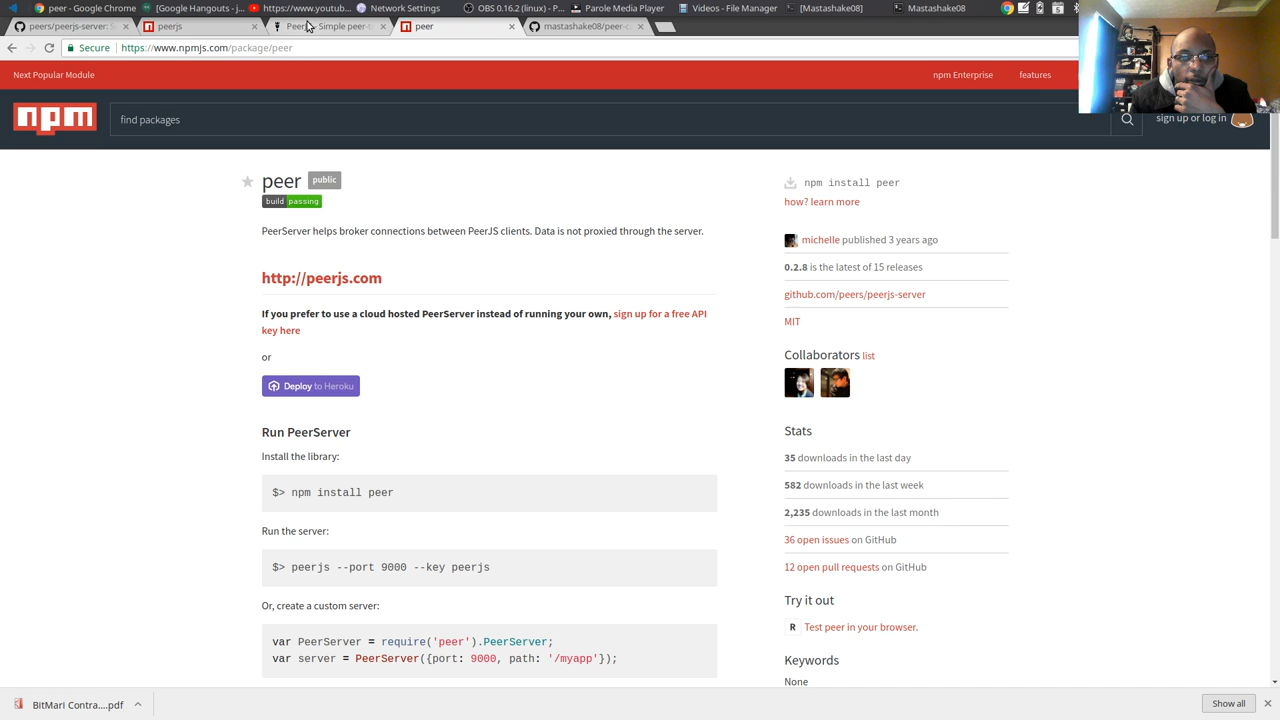 [Google
[Google Hangouts - j...
https://www.youtub...
Network Settings
OBS 0.16.2 (linux) - P...
Parole Media Player
Videos - File Manager
[Mastashake08]
Mastashake08
peers/peerjs-server: S
peerjs
Peer
Simple peer-t
peer
mastashake08/peer-c
Secure
https://www.npmjs.com/package/peer
Next Popular Module
npm Enterprise
features
npm
find packages
sign up or log in
peer
public
build passing
PeerServer helps broker connections between PeerJS clients. Data is not proxied through the server.
http://peerjs.com
If you prefer to use a cloud hosted PeerServer instead of running your own, sign up for a free API
key here
or
Deploy to Heroku
Run PeerServer
Install the library:
$> npm install peer
Run the server:
$> peerjs --port 9000 --key peerjs
Or, create a custom server:
var PeerServer = require('peer').PeerServer;
var server = PeerServer({port: 9000, path: '/myapp'});
npm install peer
how? learn more
michelle published 3 years ago
0.2.8 is the latest of 15 releases
github.com/peers/peerjs-server
MIT
Collaborators list
Stats
35 downloads in the last day
582 downloads in the last week
2,235 downloads in the last month
36 open issues on GitHub
12 open pull requests on GitHub
Try it out
R
Test peer in your browser.
Keywords
None
BitMari Contra....pdf
Show all